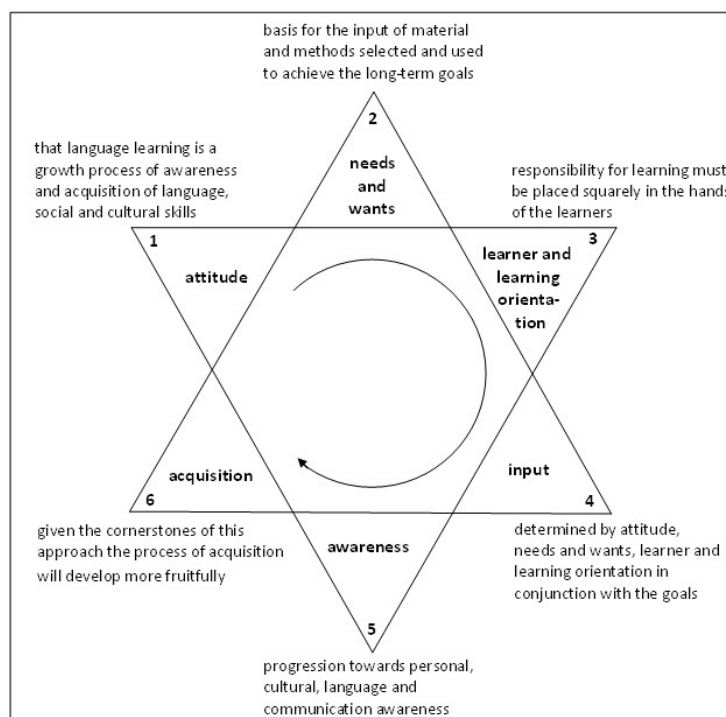 basis for the input of material
and methods selected and used
to achieve the long-term goals
2
needs
and
wants
that language learning is a
growth process of awareness
and acquisition of language,
social and cultural skills
1
attitude
responsibility for learning must
be placed squarely in the hands
of the learners
3
learner and
learning
orienta-
tion
input
4
determined by attitude,
needs and wants, learner and
learning orientation in
conjunction with the goals
awareness
5
progression towards personal,
cultural, language and
communication awareness
acquisition
6
given the cornerstones of this
approach the process of acquisition
will develop more fruitfully